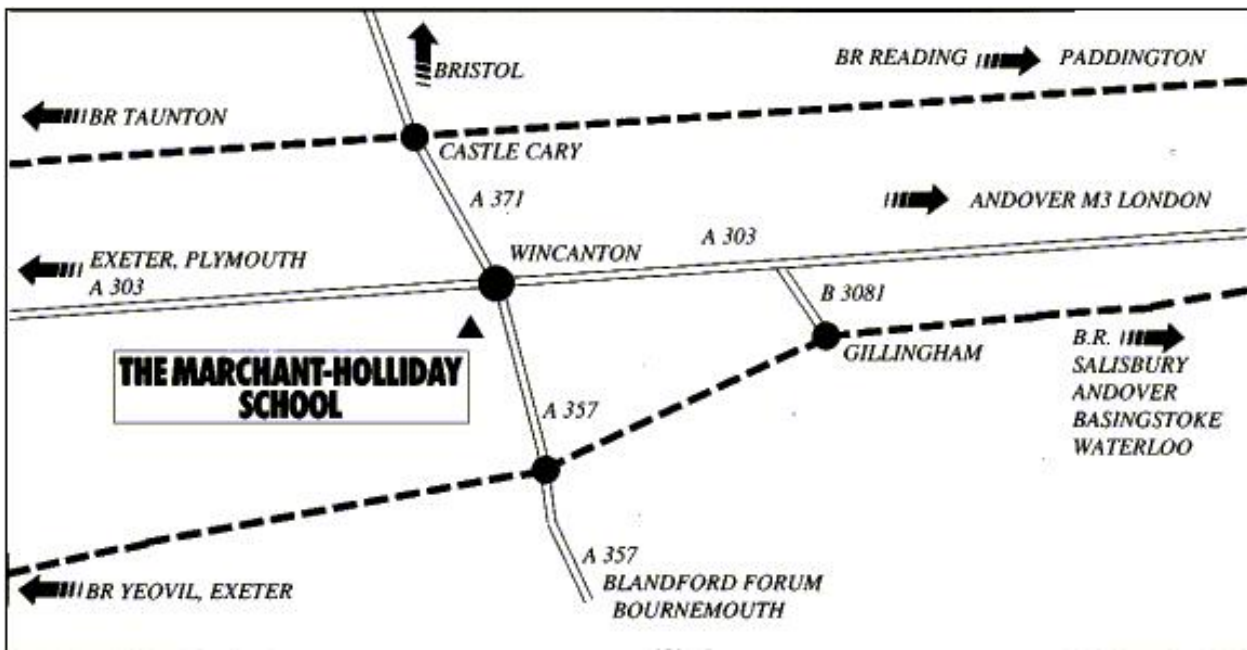 BR READING
PADDINGTON
BRISTOL
BR TAUNTON
CASTLE CARY
A 371
ANDOVER M3 LONDON
WINCANTON
A 303
EXETER, PLYMOUTH
A 303
B 3081
GILLINGHAM
B.R.
SALISBURY
ANDOVER
BASINGSTOKE
WATERLOO
THE MARCHANT-HOLLIDAY
SCHOOL
A 357
A 357
BLANDFORD FORUM
BOURNEMOUTH
BR YEOVIL, EXETER